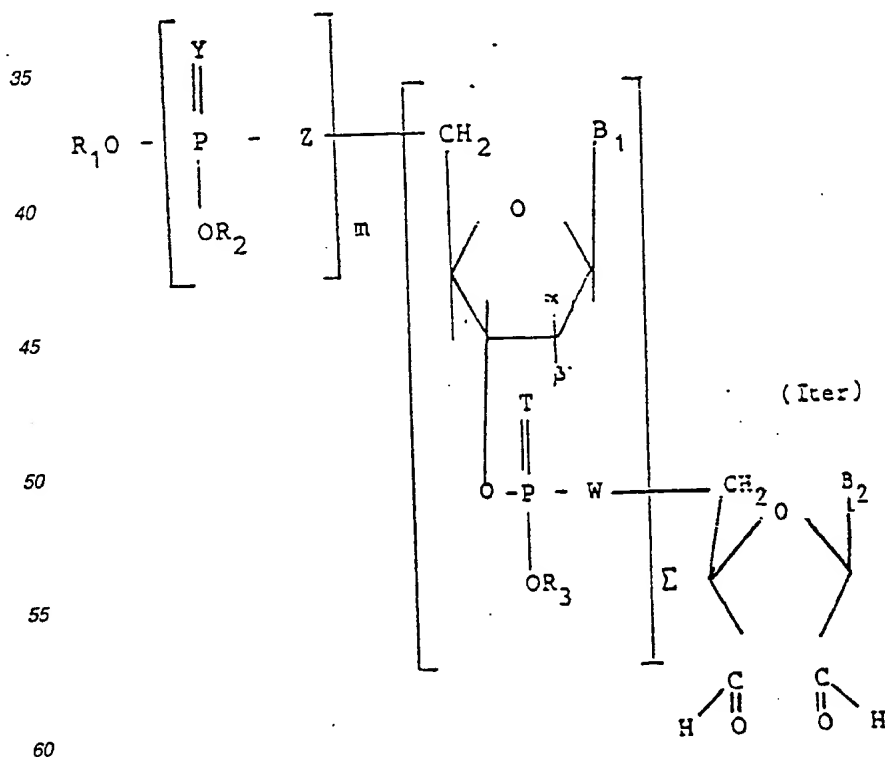 35
Y
P - Z
R1O -
CH2
B1
40
O
OR2
m
α
45
β
T
(Iter)
50
O - P - W
CH2
O
B2
OR3
Σ
55
C
C
H
O
O
H
60